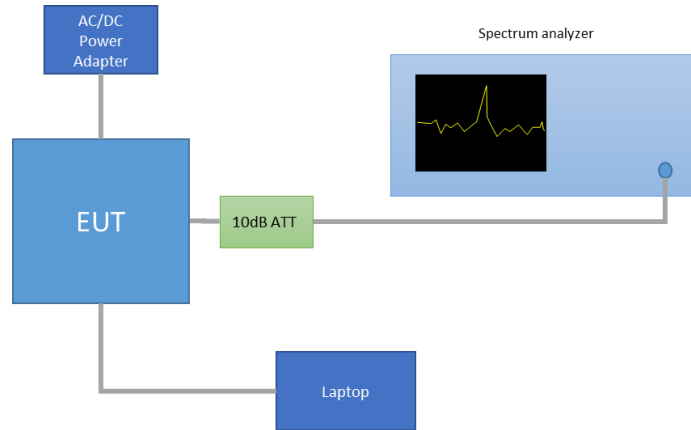 AC/DC
Power
Adapter
Spectrum analyzer
EUT
10dB ATT
Laptop